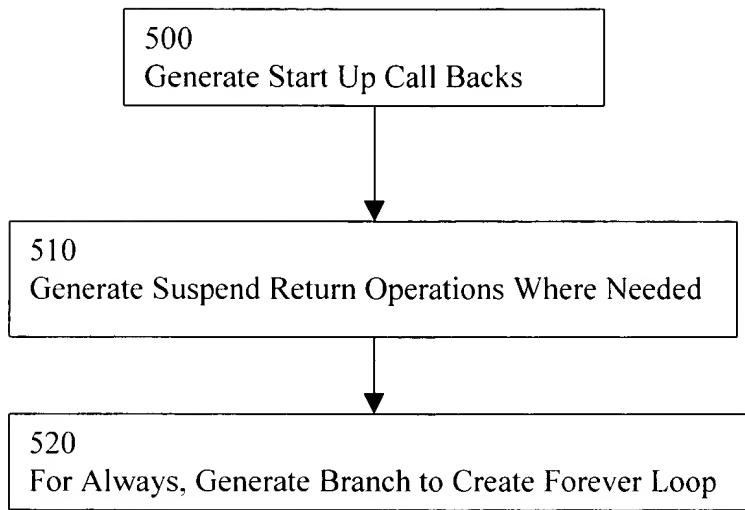 500
Generate Start Up Call Backs
510
Generate Suspend Return Operations Where Needed
520
For Always, Generate Branch to Create Forever Loop